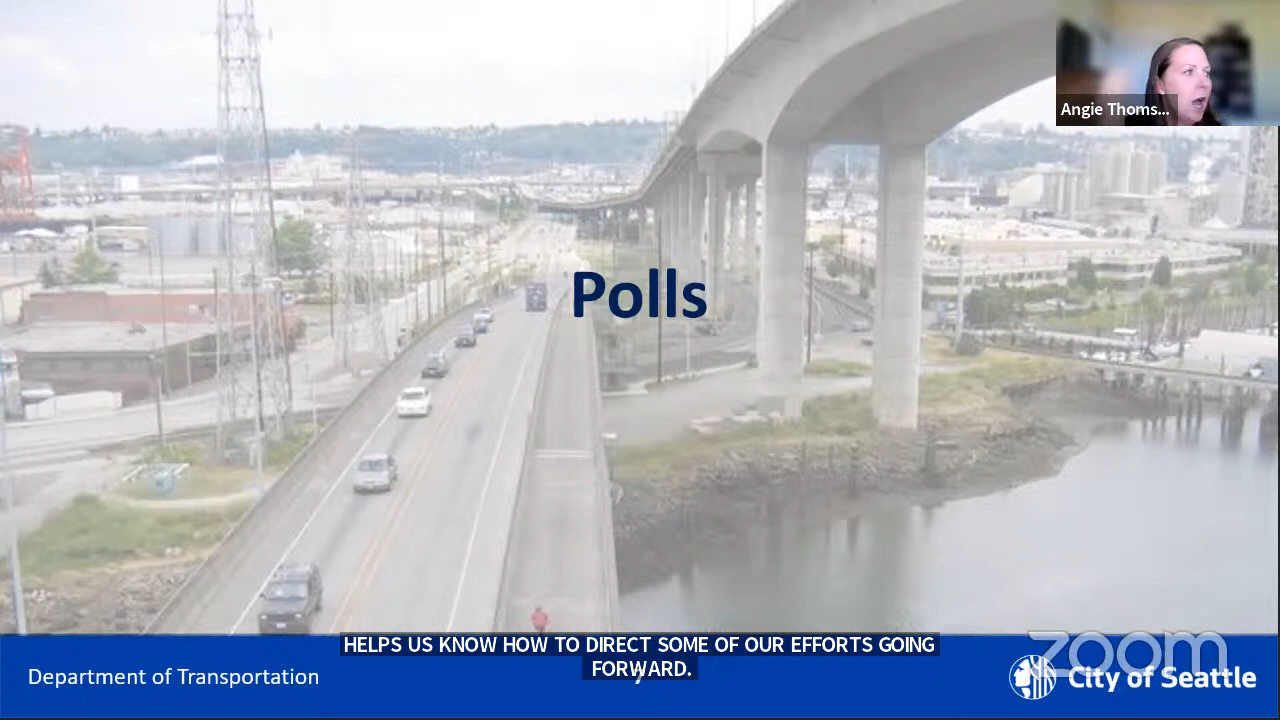 Angie Thoms...
Polls
HELPS US KNOW HOW TO DIRECT SOME OF OUR EFFORTS GOING
FORWARD.
Department of Transportation
zoom
City of Seattle